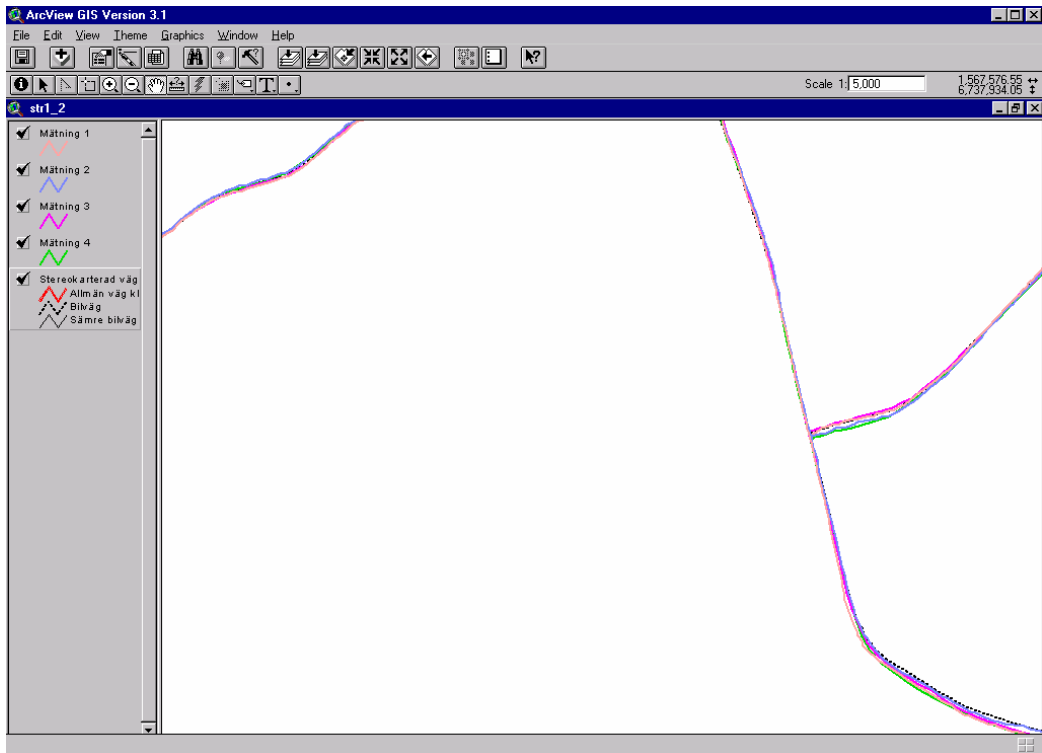 ArcView GIS Version 3.1
File Edit View Theme Graphics Window Help
Scale 1: 5,000
1,567,576.55
6,737,934.05
str1_2
Mätning 1
Mätning 2
Mätning 3
Mätning 4
Stereokarterad väg
Allmän väg kl
Bilväg
Sämre bilväg